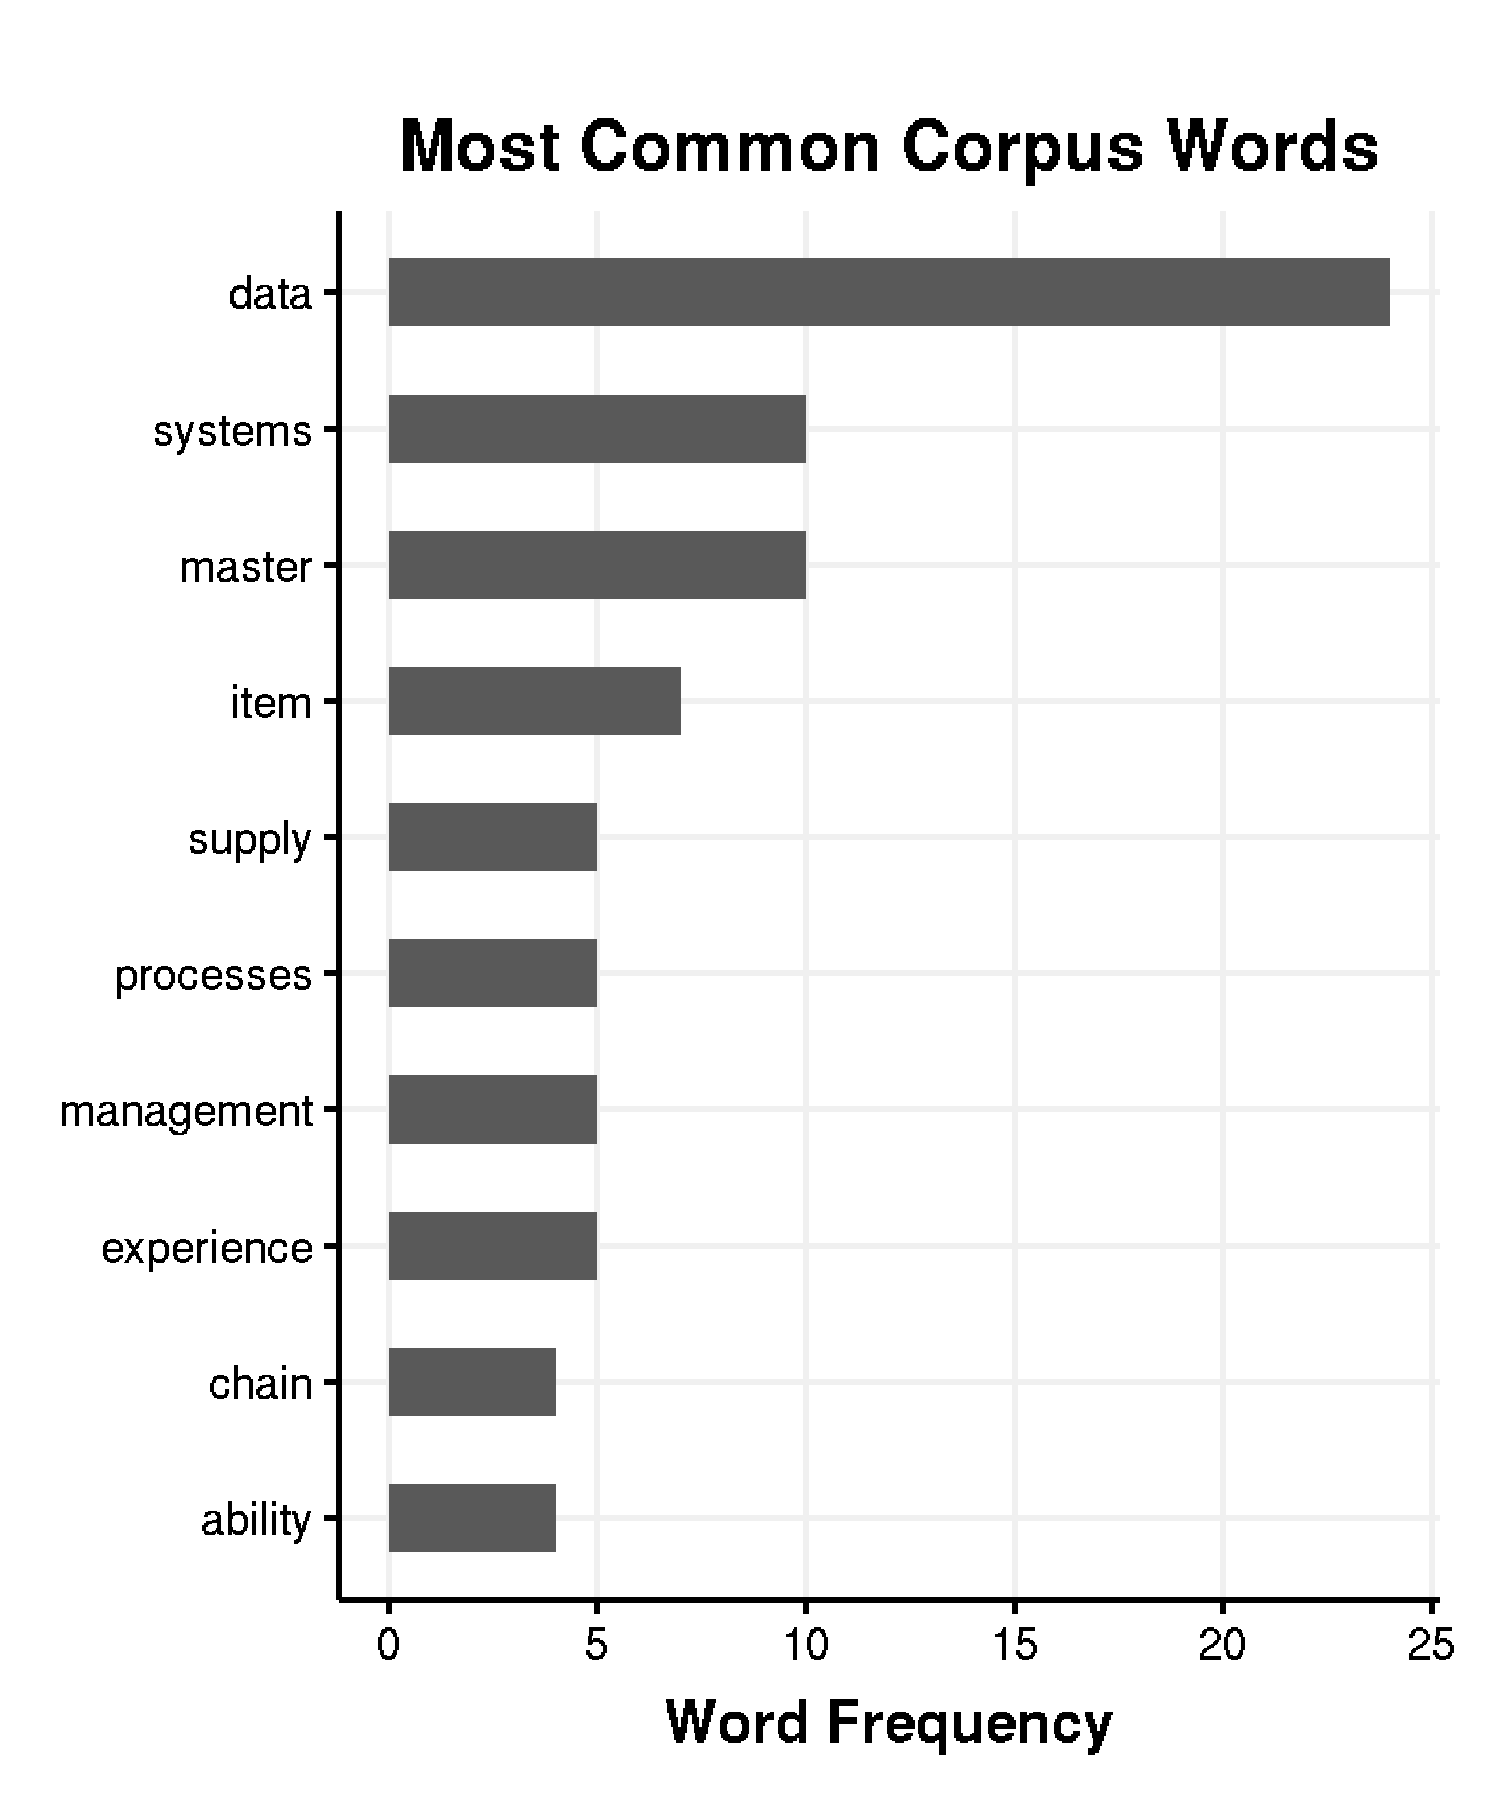 Most Common Corpus Words
data
systems
master
item
supply
processes
management
experience
chain
ability
0 5 10 15 20 25
Word Frequency